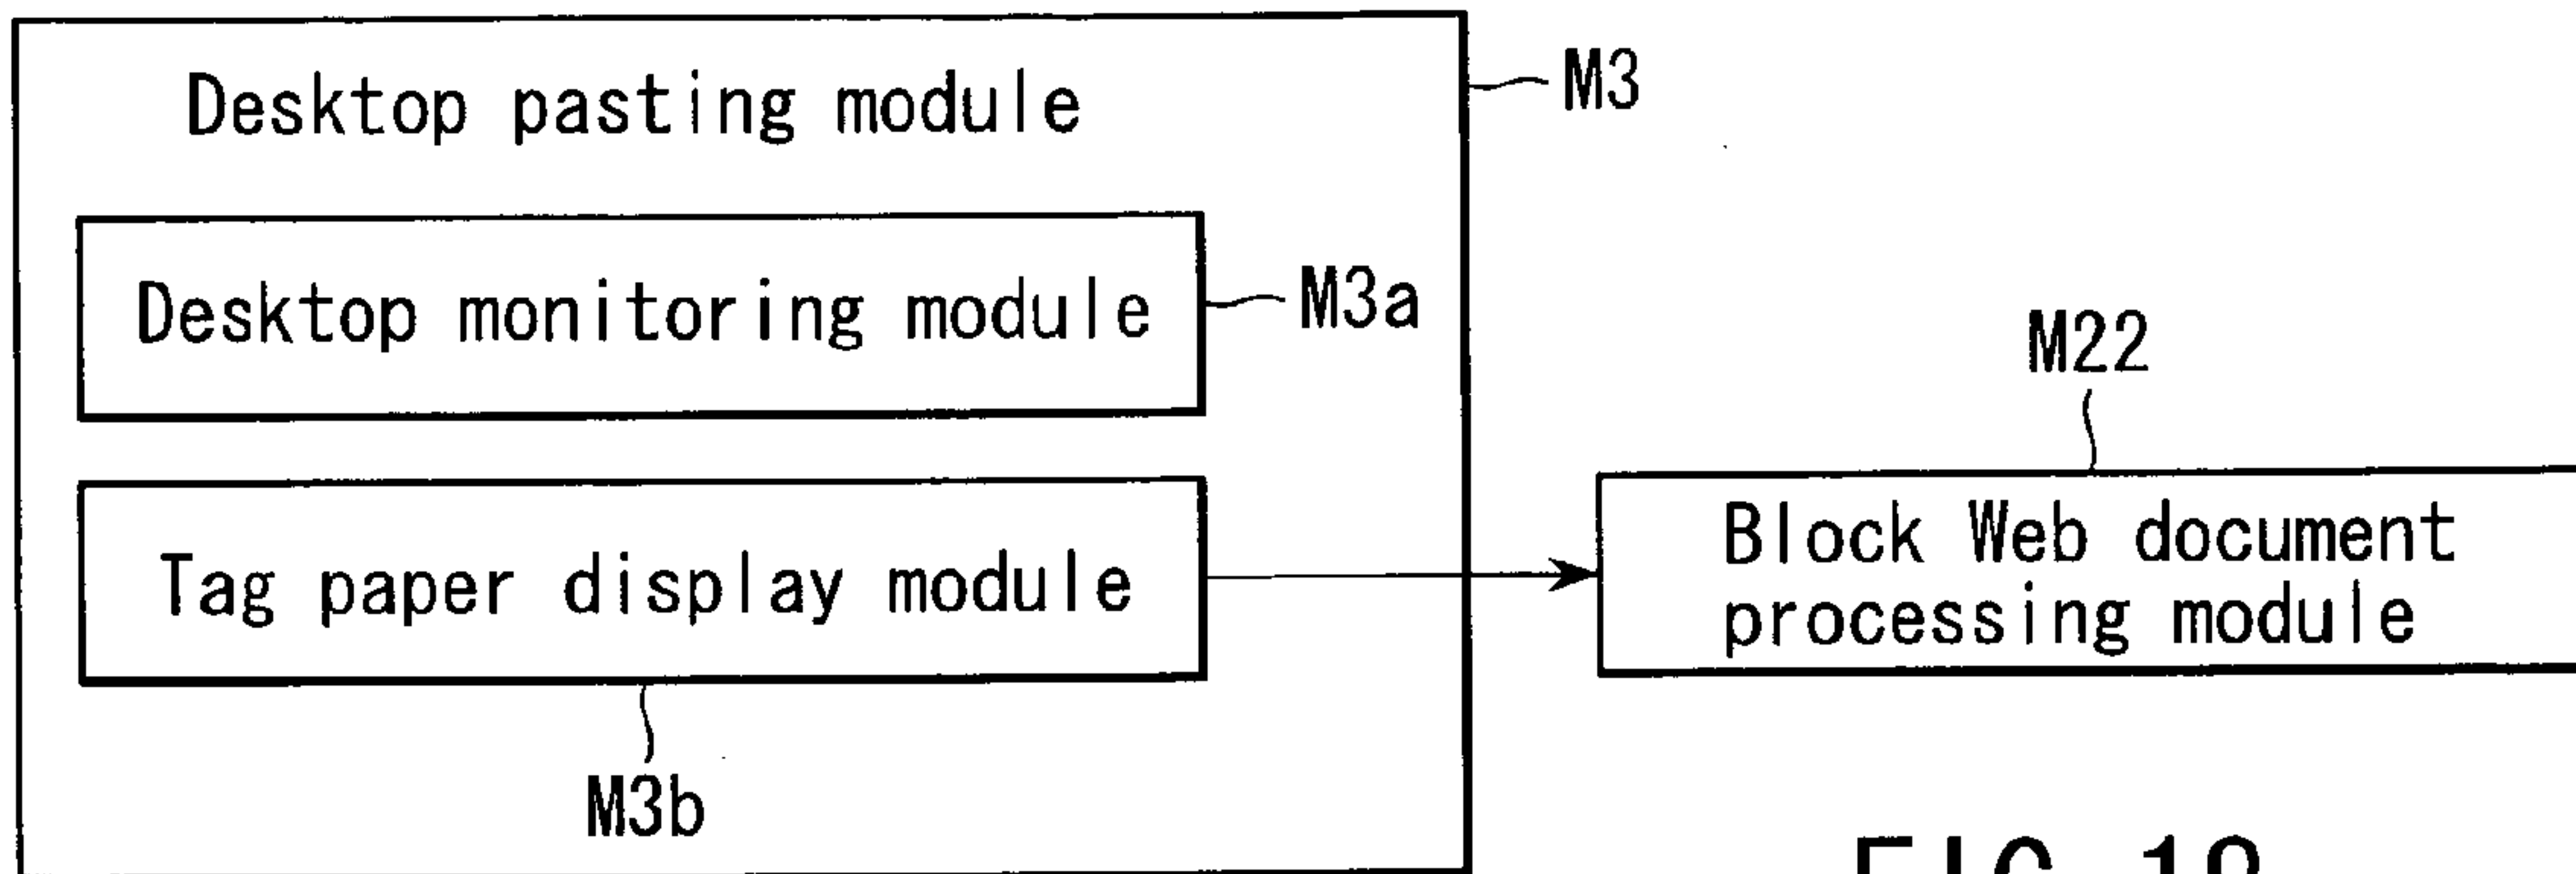 Desktop pasting module
M3
Desktop monitoring module
M3a
Tag paper display module
M3b
M22
Block Web document
processing module